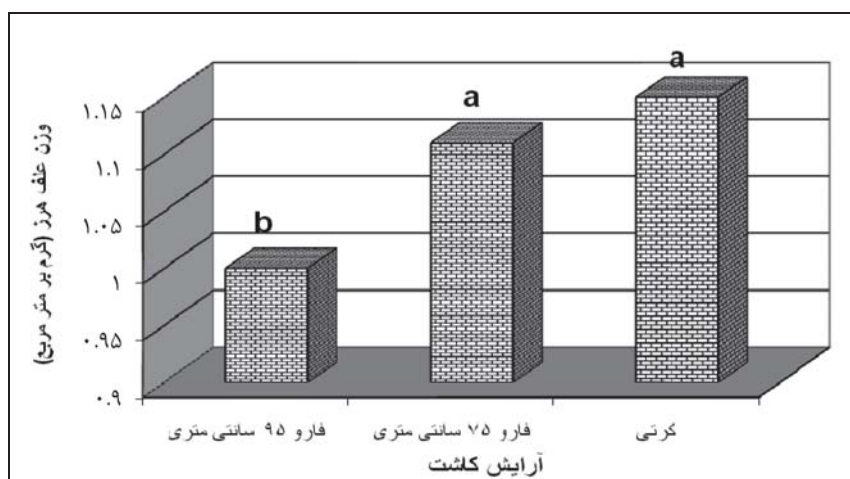 a
a
b
۱.۱۵
۱.۱
۱.۰۵
۱
۰.۹۵
۰.۹
وزن علف هرز (گرم بر متر مربع)
فارو ۹۵ سانتی متری
فارو ۷۵ سانتی متری
کرتی
آرایش کاشت